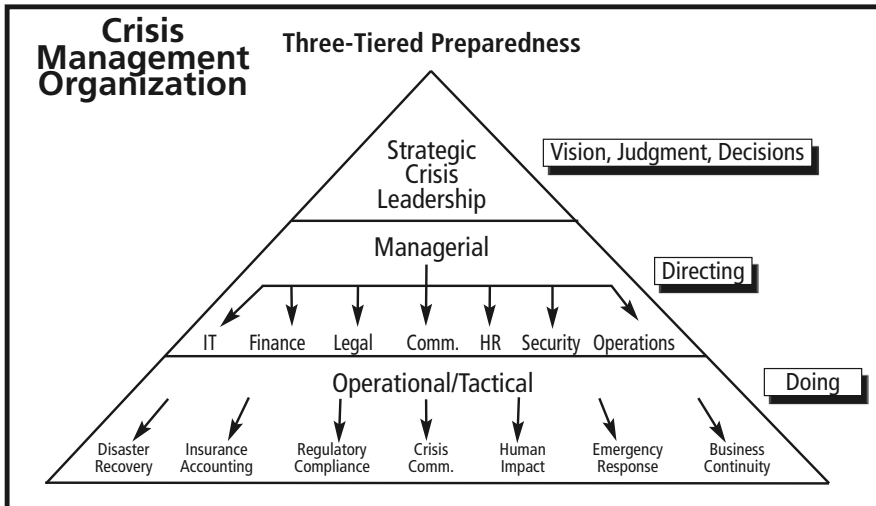 Crisis
Management
Organization
Three-Tiered Preparedness
Strategic
Crisis
Leadership
Vision, Judgment, Decisions
Managerial
Directing
IT Finance Legal Comm. HR Security Operations
Operational/Tactical
Doing
Disaster Insurance Regulatory Crisis Human Emergency Business
Recovery Accounting Compliance Comm. Impact Response Continuity